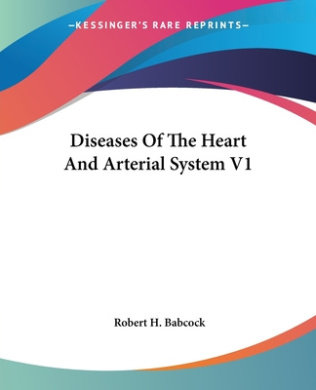 KESSINGER'S RARE REPRINTS
Diseases Of The Heart
And Arterial System V1
Robert H. Babcock